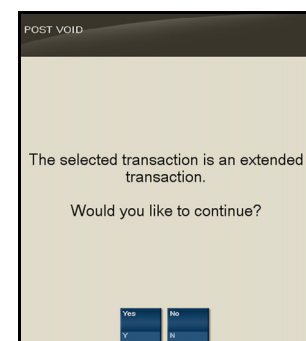 POST VOID
The selected transaction is an extended
transaction.
Would you like to continue?
Yes No
Y N